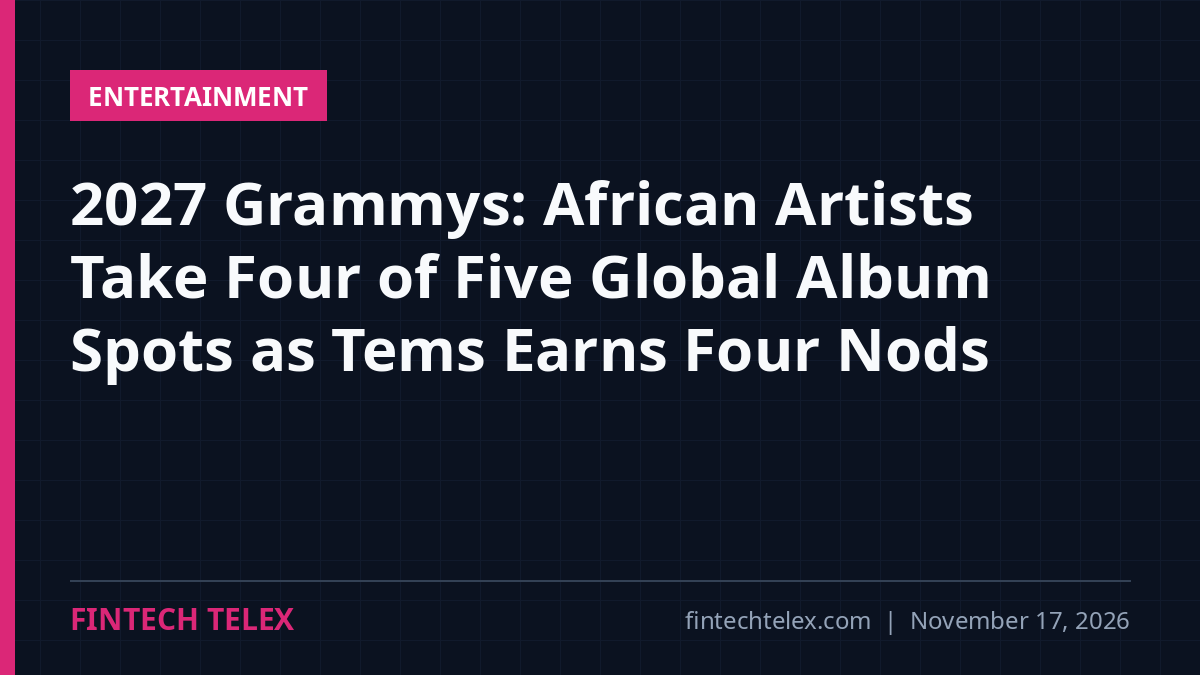 ENTERTAINMENT
2027 Grammys: African Artists
Take Four of Five Global Album
Spots as Tems Earns Four Nods
FINTECH TELEX
fintechtelex.com | November 17, 2026